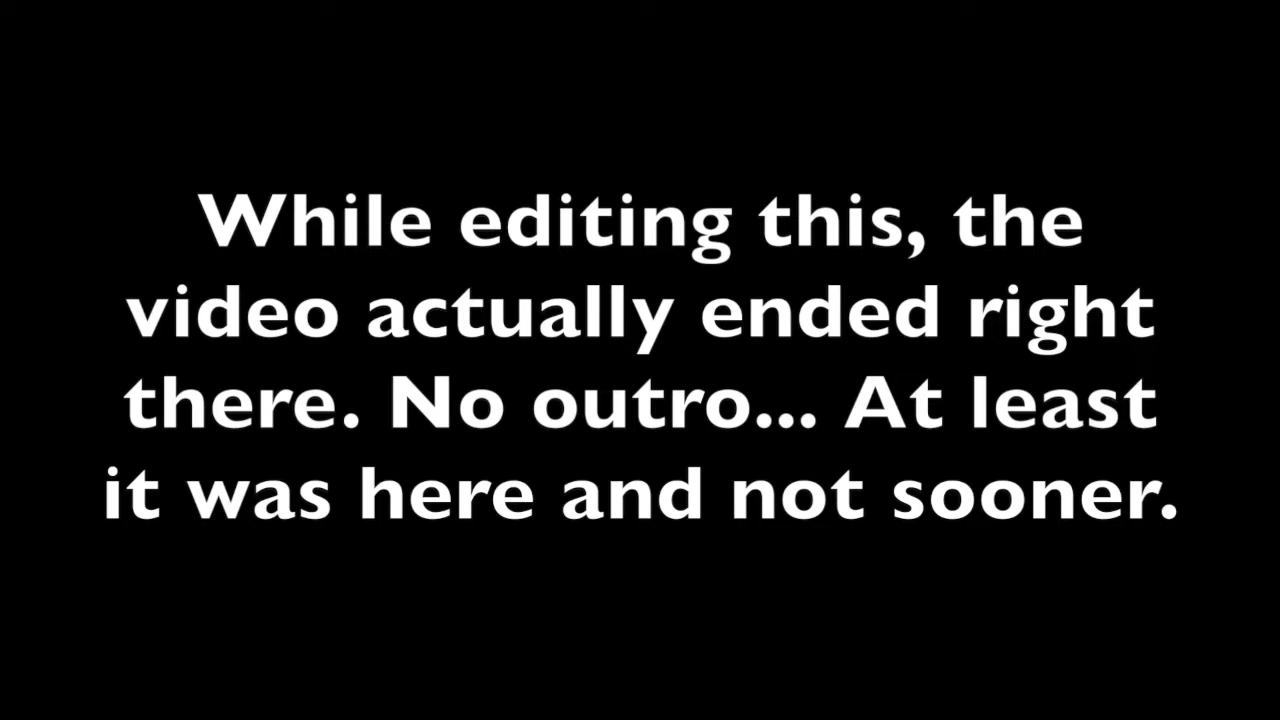 While editing this, the
video actually ended right
there. No outro... At least
it was here and not sooner.